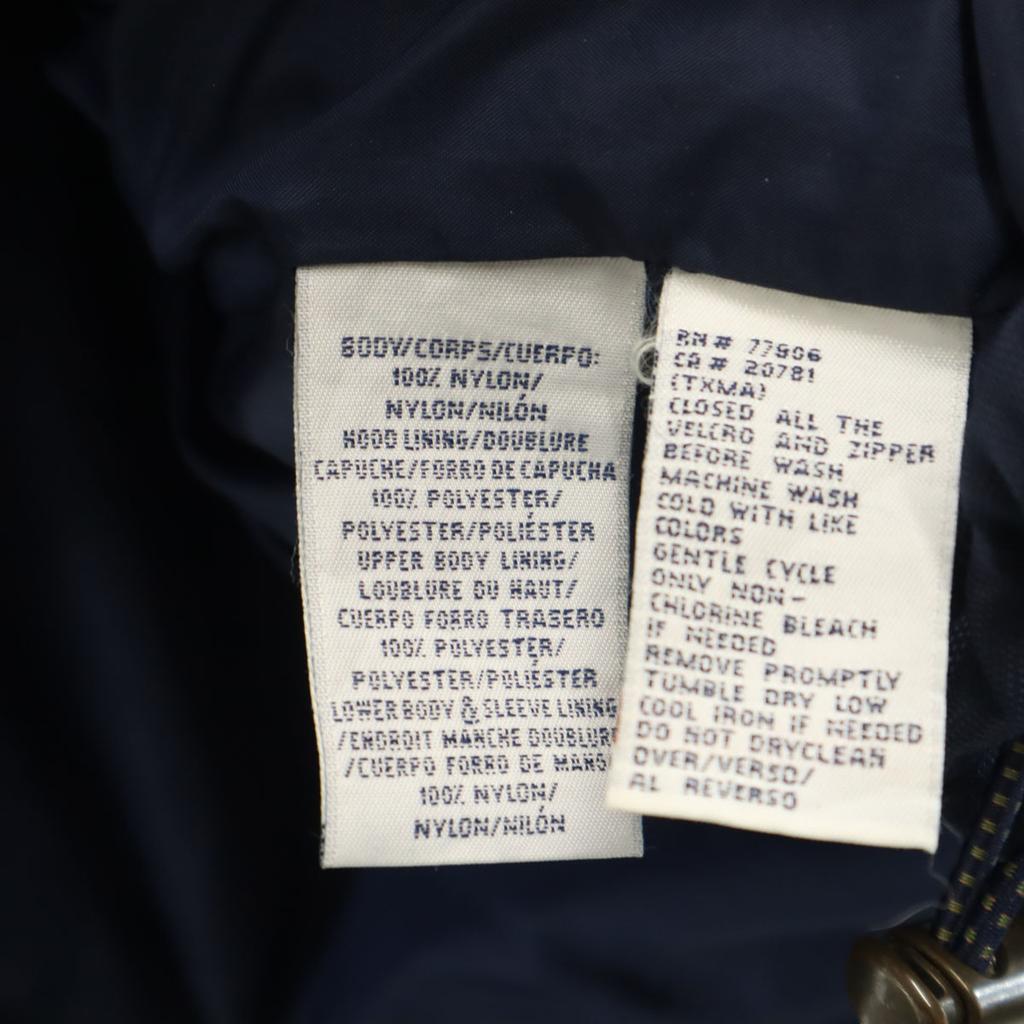 BODY/CORPS/CUERPO:
100% NYLON/
NYLON/NILÓN
HOOD LINING/DOUBLURE
CAPUCHE/FORRO DE CAPUCHA
100% POLYESTER/
POLYESTER/POLIÉSTER
UPPER BODY LINING/
LOUBLURE DU HAUT/
CUERPO FORRO TRASERO
100% POLYESTER/
POLYESTER/POLIÉSTER
LOWER BODY & SLEEVE LINING
/ENDROIT MANCHE DOUBLURE
/CUERPO FORRO DE MANG
100% NYLON/
NYLON/NILÓN
RN# 77906
CA# 20781
(TXMA)
CLOSED ALL THE
VELCRO AND ZIPPER
BEFORE WASH
MACHINE WASH
COLD WITH LIKE
COLORS
GENTLE CYCLE
ONLY NON-
CHLORINE BLEACH
IF NEEDED
REMOVE PROMPTLY
TUMBLE DRY LOW
COOL IRON IF NEEDED
DO NOT DRYCLEAN
OVER/VERSO/
AL REVERSO